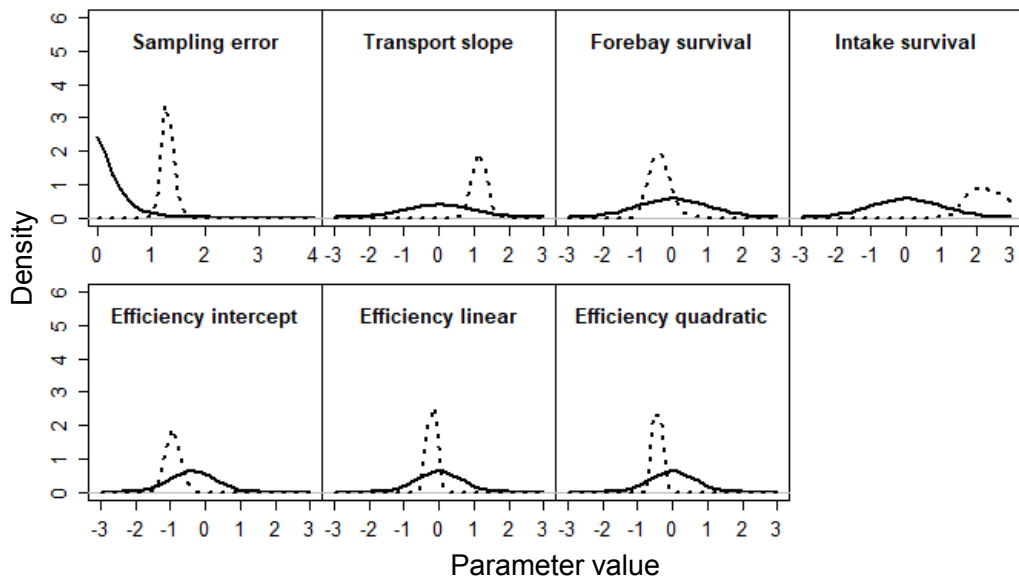 Sampling error Transport slope Forebay survival Intake survival
6
5
4
3
2
1
0
0 1 2 3 4 -3 -2 -1 0 1 2 3 -3 -2 -1 0 1 2 3 -3 -2 -1 0 1 2 3
Density
Efficiency intercept Efficiency linear Efficiency quadratic
6
5
4
3
2
1
0
-3 -2 -1 0 1 2 3 -3 -2 -1 0 1 2 3 -3 -2 -1 0 1 2 3
Parameter value